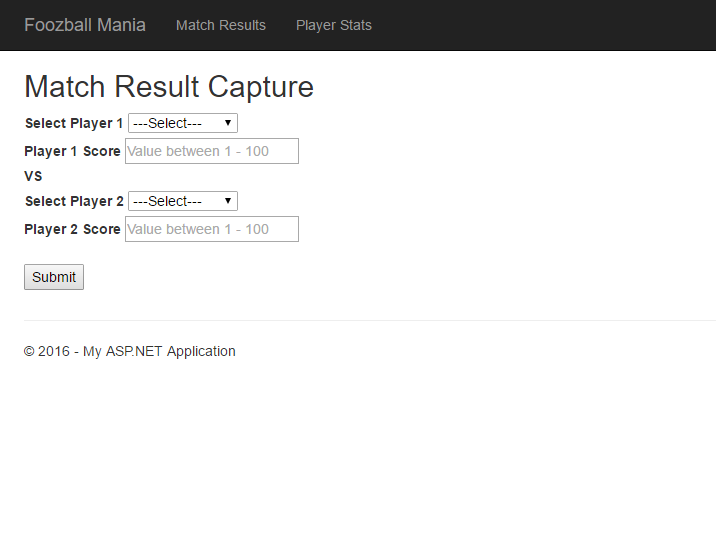 Foozball Mania Match Results Player Stats
Match Result Capture
Select Player 1 ---Select---
Player 1 Score Value between 1 - 100
VS
Select Player 2 ---Select---
Player 2 Score Value between 1 - 100
Submit
© 2016 - My ASP.NET Application